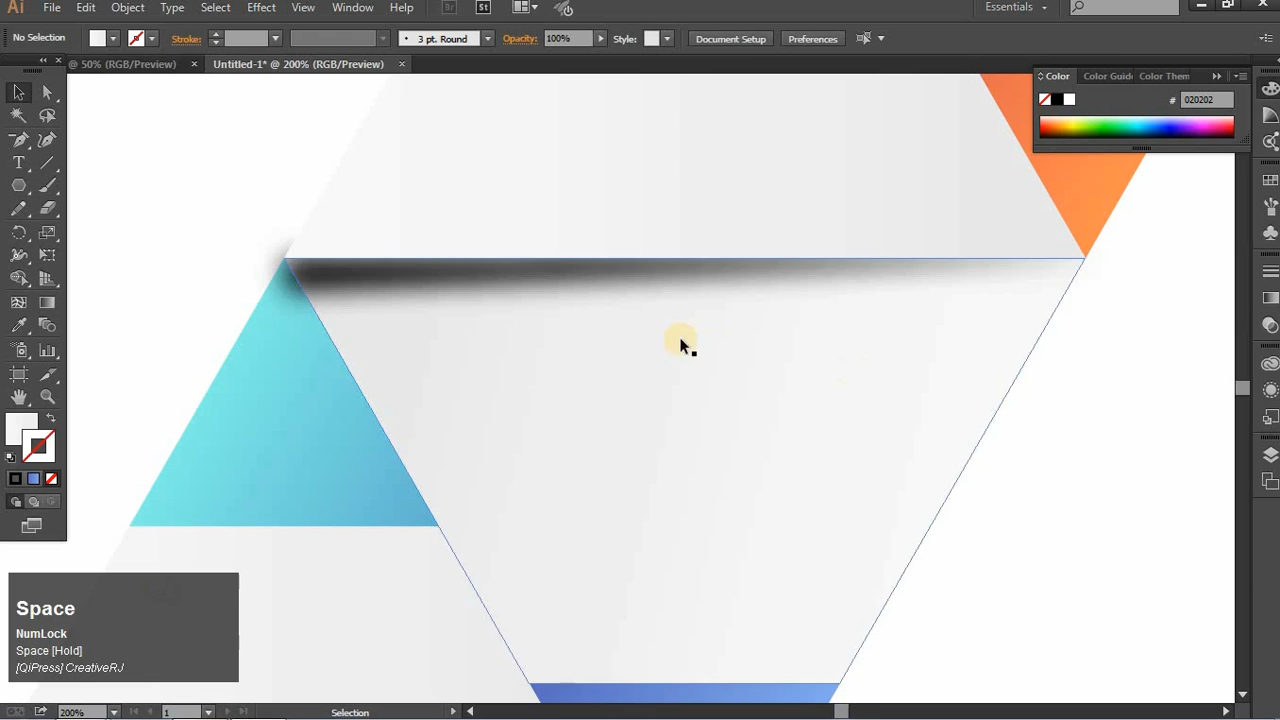 Ai File Edit Object Type Select Effect View Window Help Br St Essentials
No Selection Stroke: 3 pt. Round Opacity: 100% Style: Document Setup Preferences
@ 50% (RGB/Preview) × Untitled-1* @ 200% (RGB/Preview) ×
Color Color Guid Color Them
# 020202
Space
NumLock
Space [Hold]
[QiPress] CreativeRJ
200% 1 Selection